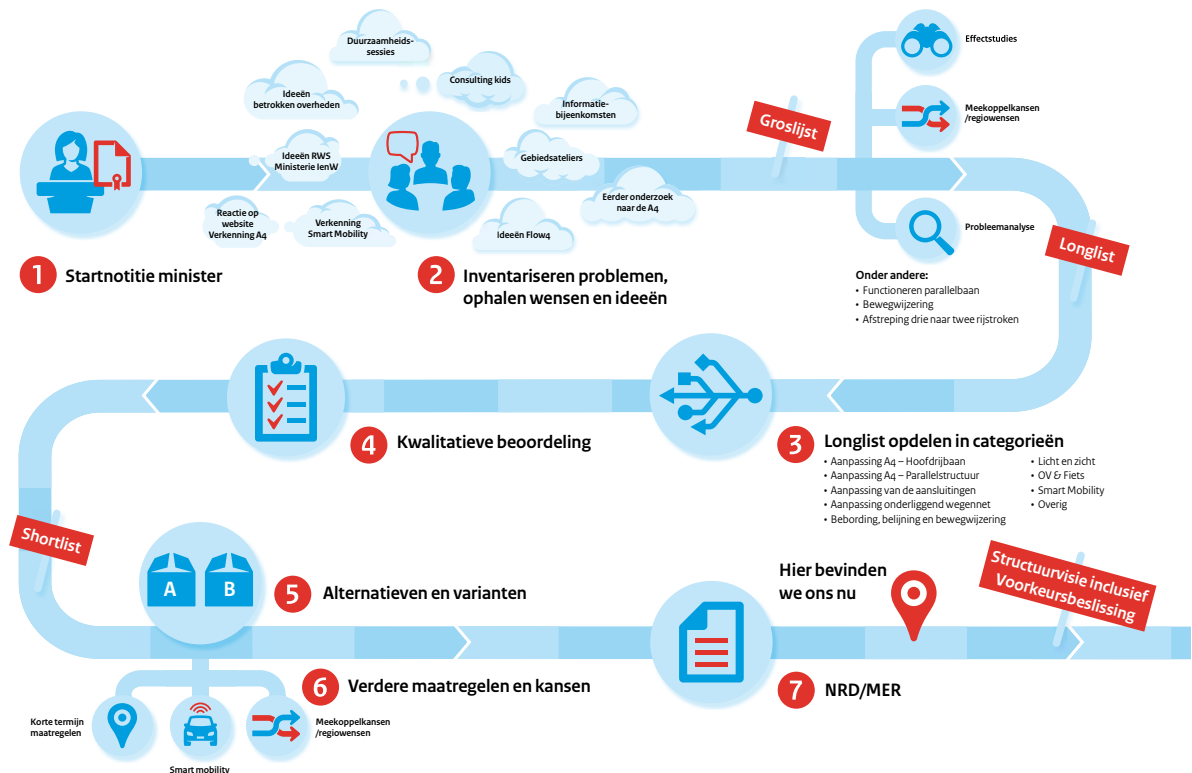 Duurzaamheids-
sessies
Consulting kids
Ideeën
betrokken overheden
Informatie-
bijeenkomsten
Ideeën RWS
Ministerie IenW
Gebiedsateliers
Eerder onderzoek
naar de A4
Reactie op
website
Verkenning A4
Verkenning
Smart Mobility
Ideeën Flow4
1 Startnotitie minister
2 Inventariseren problemen,
ophalen wensen en ideeën
Groslijst
Effectstudies
Meekoppelkansen
/regiowensen
Probleemanalyse
Onder andere:
• Functioneren parallelbaan
• Bewegwijzering
• Afstreping drie naar twee rijstroken
Longlist
3 Longlist opdelen in categorieën
• Aanpassing A4 – Hoofdrijbaan
• Aanpassing A4 – Parallelstructuur
• Aanpassing van de aansluitingen
• Aanpassing onderliggend wegennet
• Bebording, belijning en bewegwijzering
• Licht en zicht
• OV & Fiets
• Smart Mobility
• Overig
4 Kwalitatieve beoordeling
Shortlist
A B
5 Alternatieven en varianten
6 Verdere maatregelen en kansen
Korte termijn
maatregelen
Smart mobility
Meekoppelkansen
/regiowensen
7 NRD/MER
Hier bevinden
we ons nu
Structuurvisie inclusief
Voorkeursbeslissing